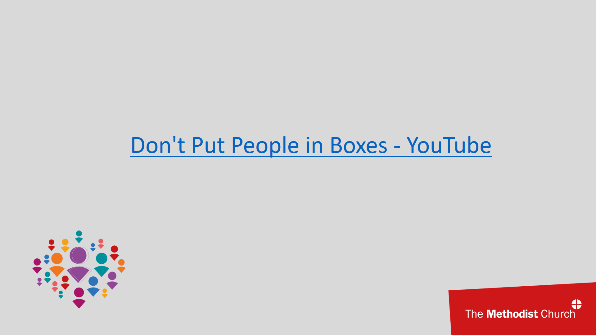 Don't Put People in Boxes - YouTube
The Methodist Church